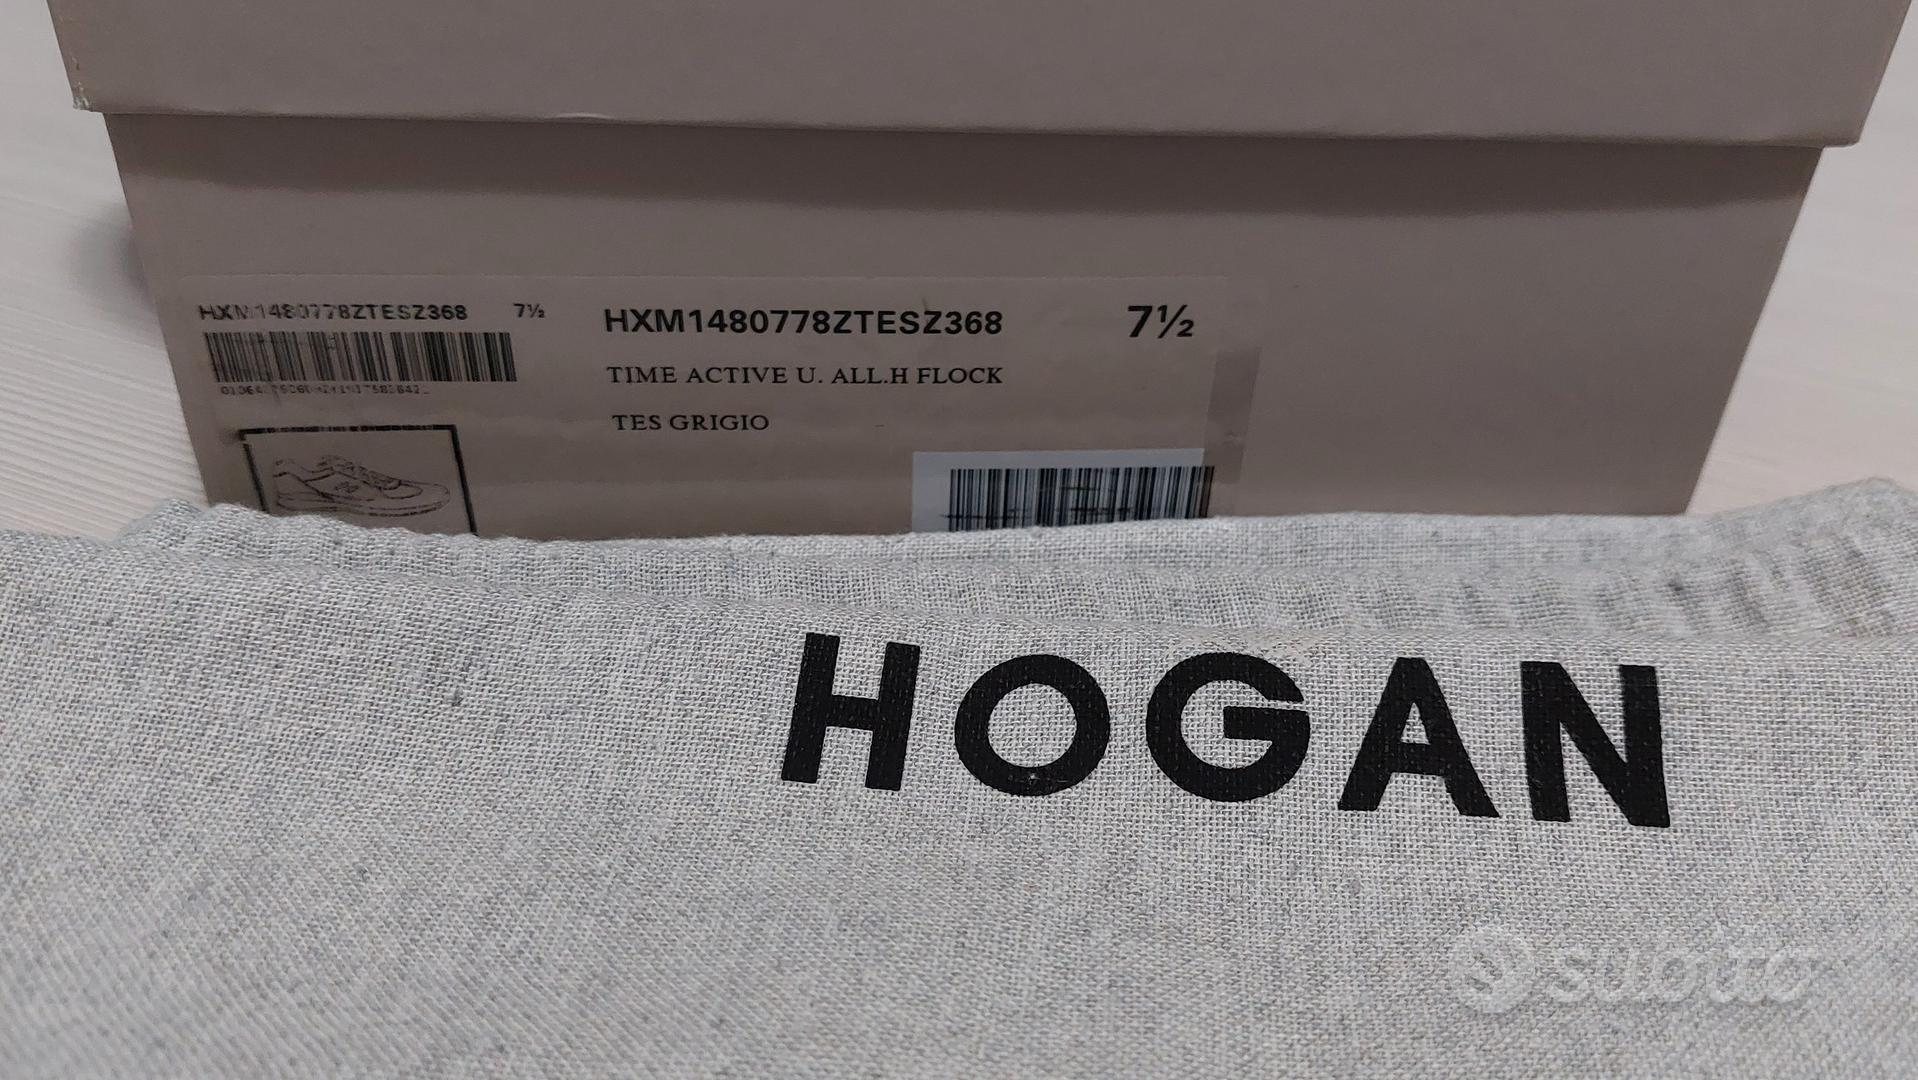 HXM1480778ZTESZ368 7½
HXM1480778ZTESZ368 7½
TIME ACTIVE U. ALL.H FLOCK
TES GRIGIO
HOGAN
subito